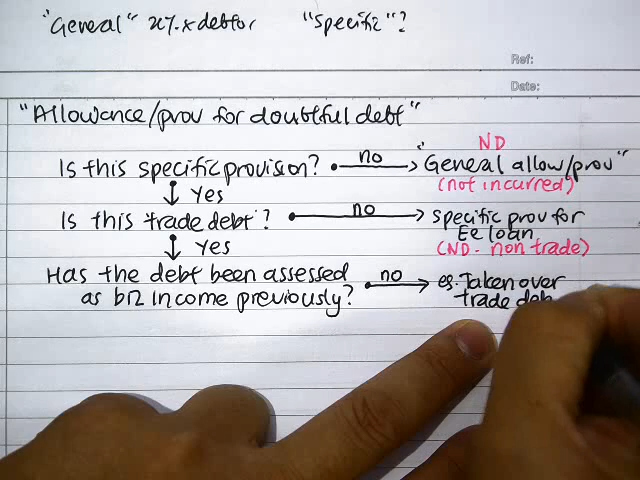 "General" x% x debtor "Specific"?
Ref:
Date:
"Allowance/prov for doubtful debt"
ND
Is this specific provision? no "General allow/prov"
(not incurred)
Yes
Is this trade debt? no specific prov for
Ee loan
Yes (ND - non trade)
Has the debt been assessed no eg. Taken over
as biz income previously? trade deb